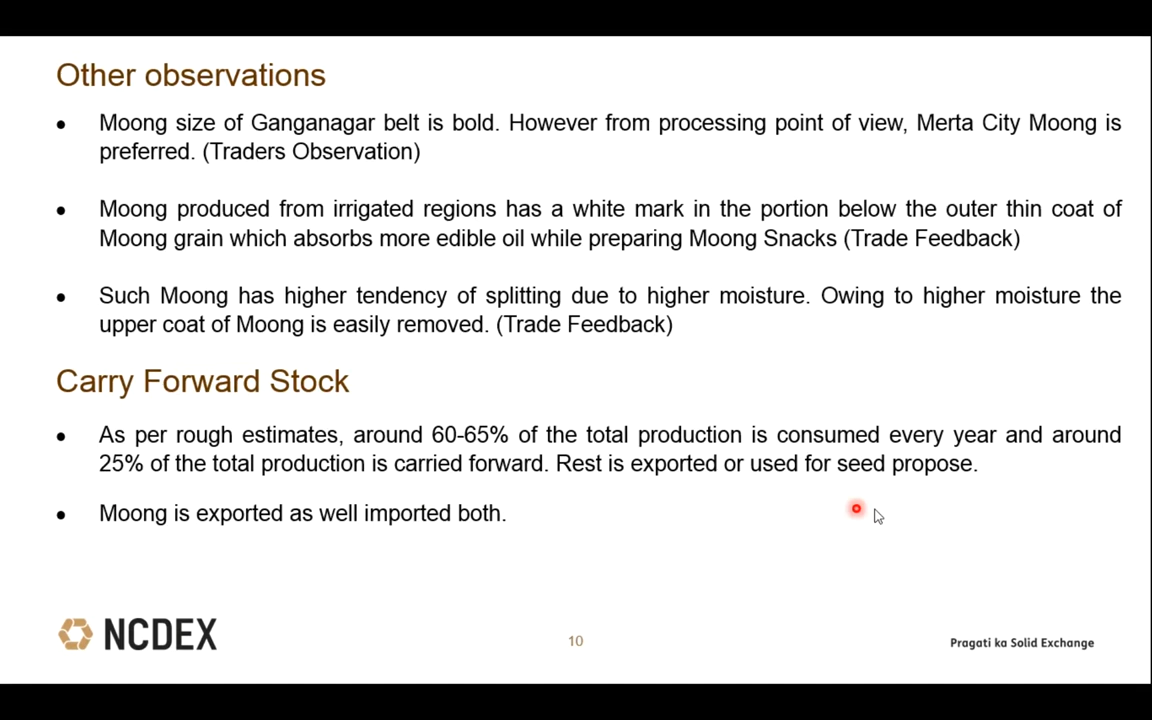 Other observations
• Moong size of Ganganagar belt is bold. However from processing point of view, Merta City Moong is
preferred. (Traders Observation)
• Moong produced from irrigated regions has a white mark in the portion below the outer thin coat of
Moong grain which absorbs more edible oil while preparing Moong Snacks (Trade Feedback)
• Such Moong has higher tendency of splitting due to higher moisture. Owing to higher moisture the
upper coat of Moong is easily removed. (Trade Feedback)
Carry Forward Stock
• As per rough estimates, around 60-65% of the total production is consumed every year and around
25% of the total production is carried forward. Rest is exported or used for seed propose.
• Moong is exported as well imported both.
NCDEX
10
Pragati ka Solid Exchange